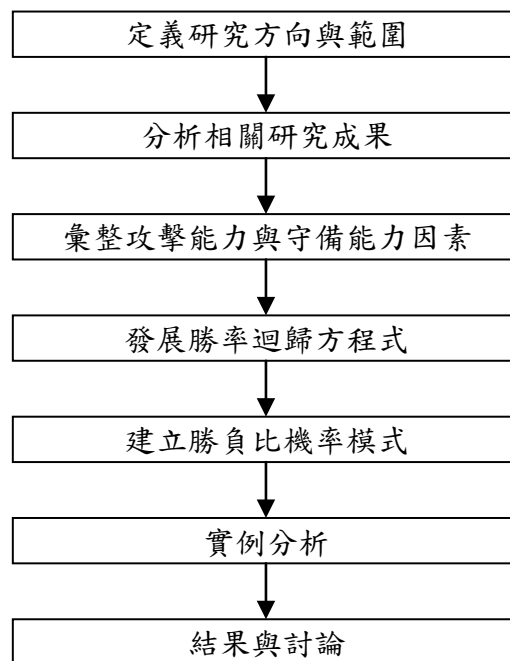 定義研究方向與範圍
分析相關研究成果
彙整攻擊能力與守備能力因素
發展勝率迴歸方程式
建立勝負比機率模式
實例分析
結果與討論